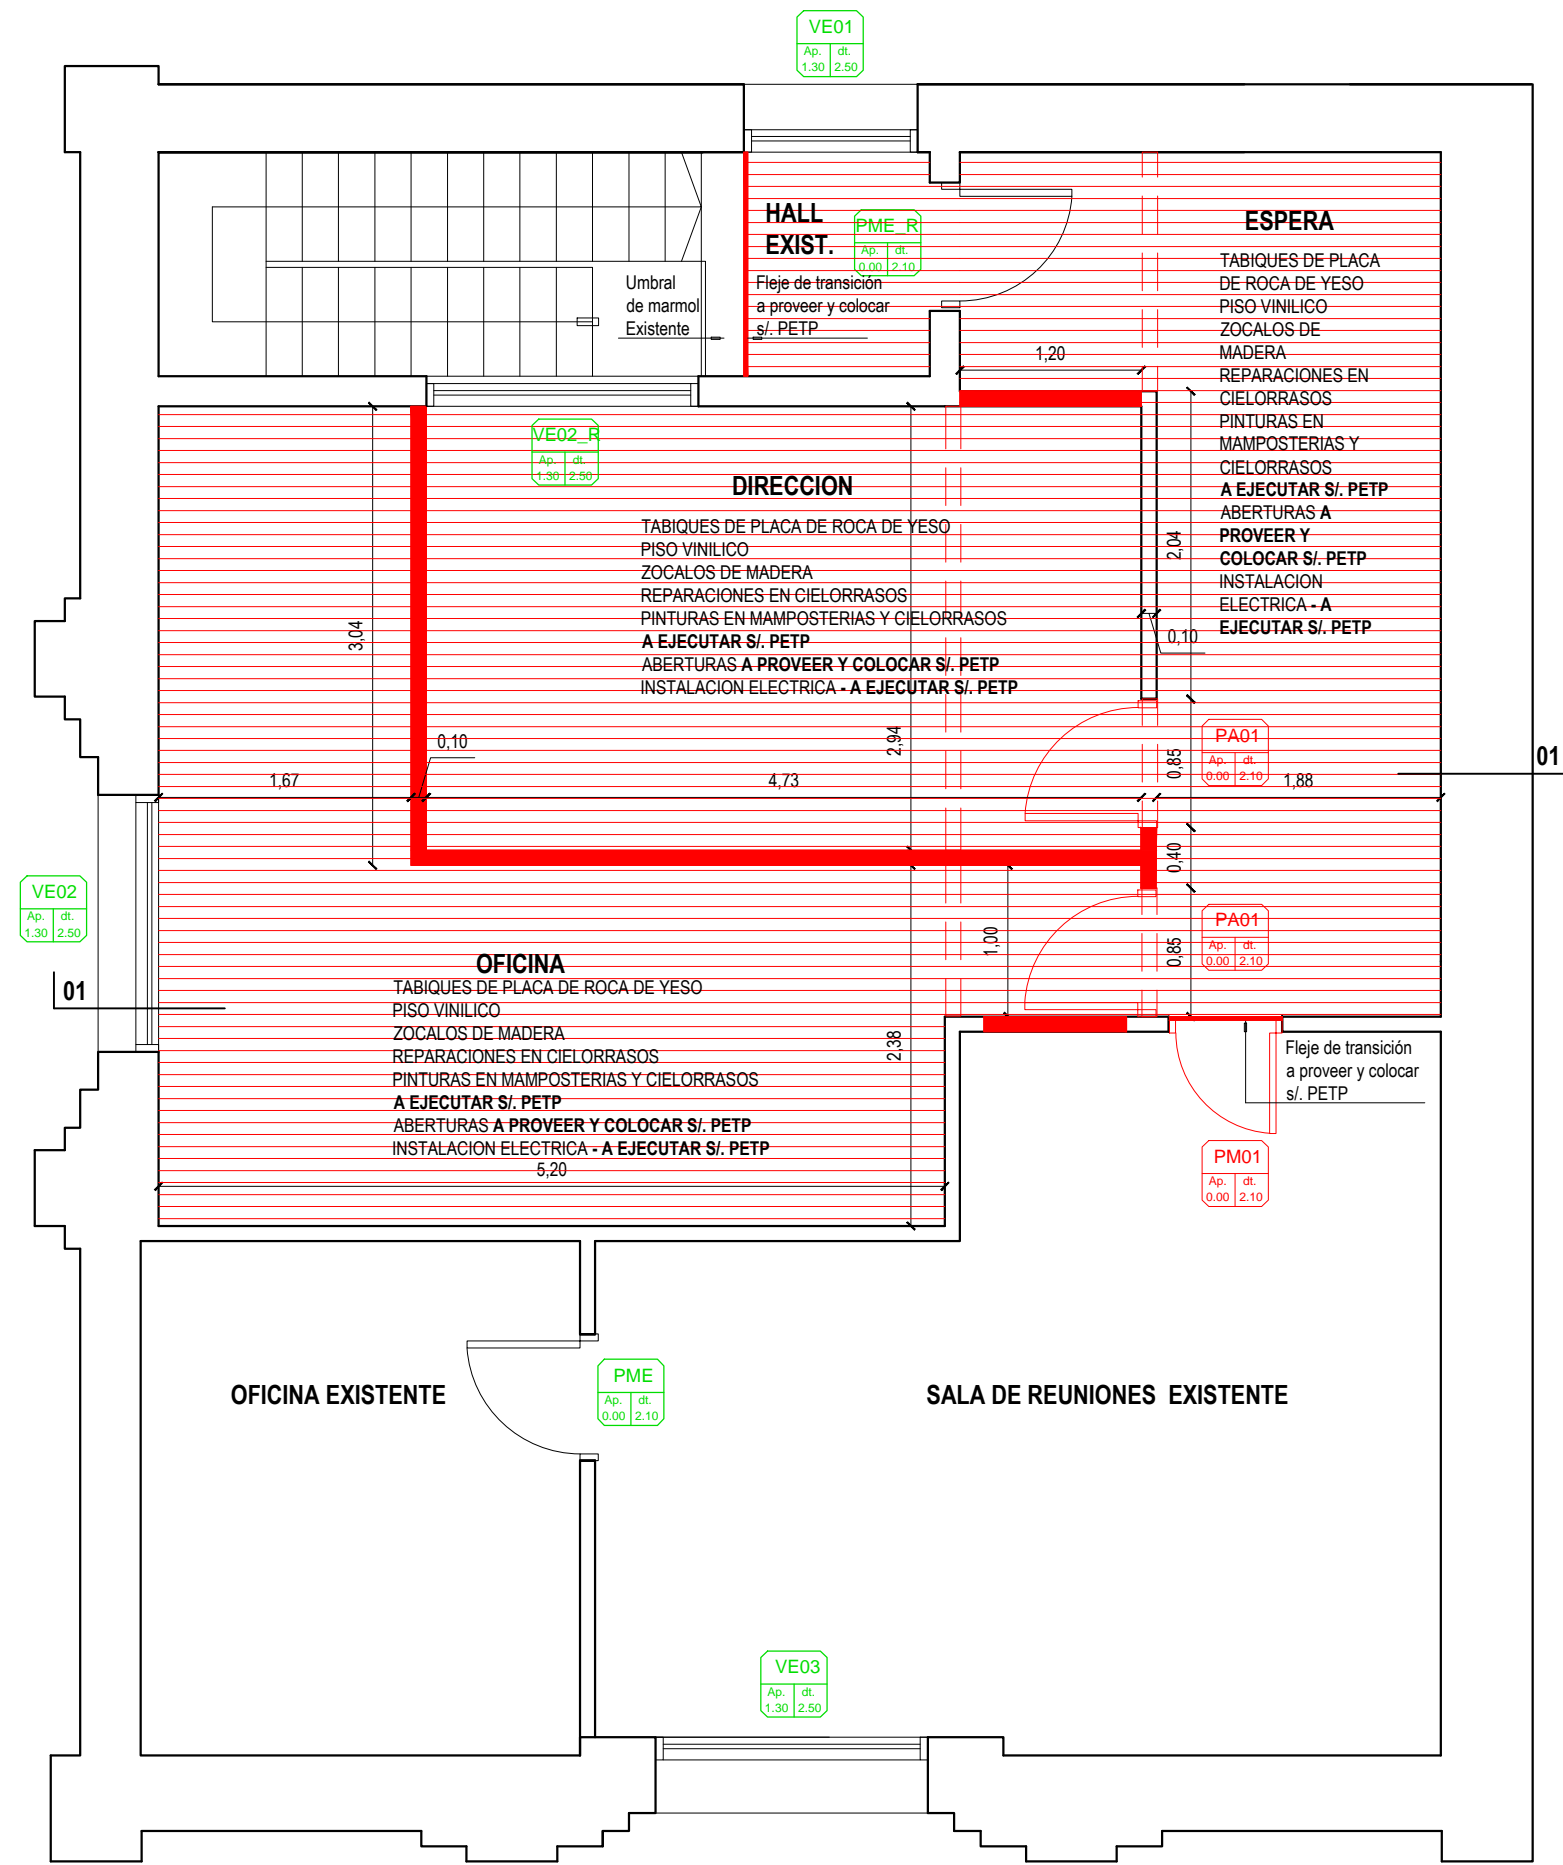 VE01
Ap. dt.
1.30 2.50
HALL
EXIST.
PME_R
Ap. dt.
0.00 2.10
Umbral
de marmol
Existente
Fleje de transición
a proveer y colocar
s/. PETP
ESPERA
TABIQUES DE PLACA
DE ROCA DE YESO
PISO VINILICO
ZOCALOS DE
MADERA
REPARACIONES EN
CIELORRASOS
PINTURAS EN
MAMPOSTERIAS Y
CIELORRASOS
A EJECUTAR S/. PETP
ABERTURAS A
PROVEER Y
COLOCAR S/. PETP
INSTALACION
ELECTRICA - A
EJECUTAR S/. PETP
1,20
VE02_R
Ap. dt.
1.30 2.50
DIRECCION
TABIQUES DE PLACA DE ROCA DE YESO
PISO VINILICO
ZOCALOS DE MADERA
REPARACIONES EN CIELORRASOS
PINTURAS EN MAMPOSTERIAS Y CIELORRASOS
A EJECUTAR S/. PETP
ABERTURAS A PROVEER Y COLOCAR S/. PETP
INSTALACION ELECTRICA - A EJECUTAR S/. PETP
2,04
3,04
0,10
0,10
2,94
PA01
Ap. dt.
0.00 2.10
0,85
01
1,67
4,73
1,88
0,40
VE02
Ap. dt.
1.30 2.50
PA01
Ap. dt.
0.00 2.10
1,00
0,85
01
OFICINA
TABIQUES DE PLACA DE ROCA DE YESO
PISO VINILICO
ZOCALOS DE MADERA
REPARACIONES EN CIELORRASOS
PINTURAS EN MAMPOSTERIAS Y CIELORRASOS
A EJECUTAR S/. PETP
ABERTURAS A PROVEER Y COLOCAR S/. PETP
INSTALACION ELECTRICA - A EJECUTAR S/. PETP
5,20
2,38
Fleje de transición
a proveer y colocar
s/. PETP
PM01
Ap. dt.
0.00 2.10
PME
Ap. dt.
0.00 2.10
OFICINA EXISTENTE
SALA DE REUNIONES EXISTENTE
VE03
Ap. dt.
1.30 2.50